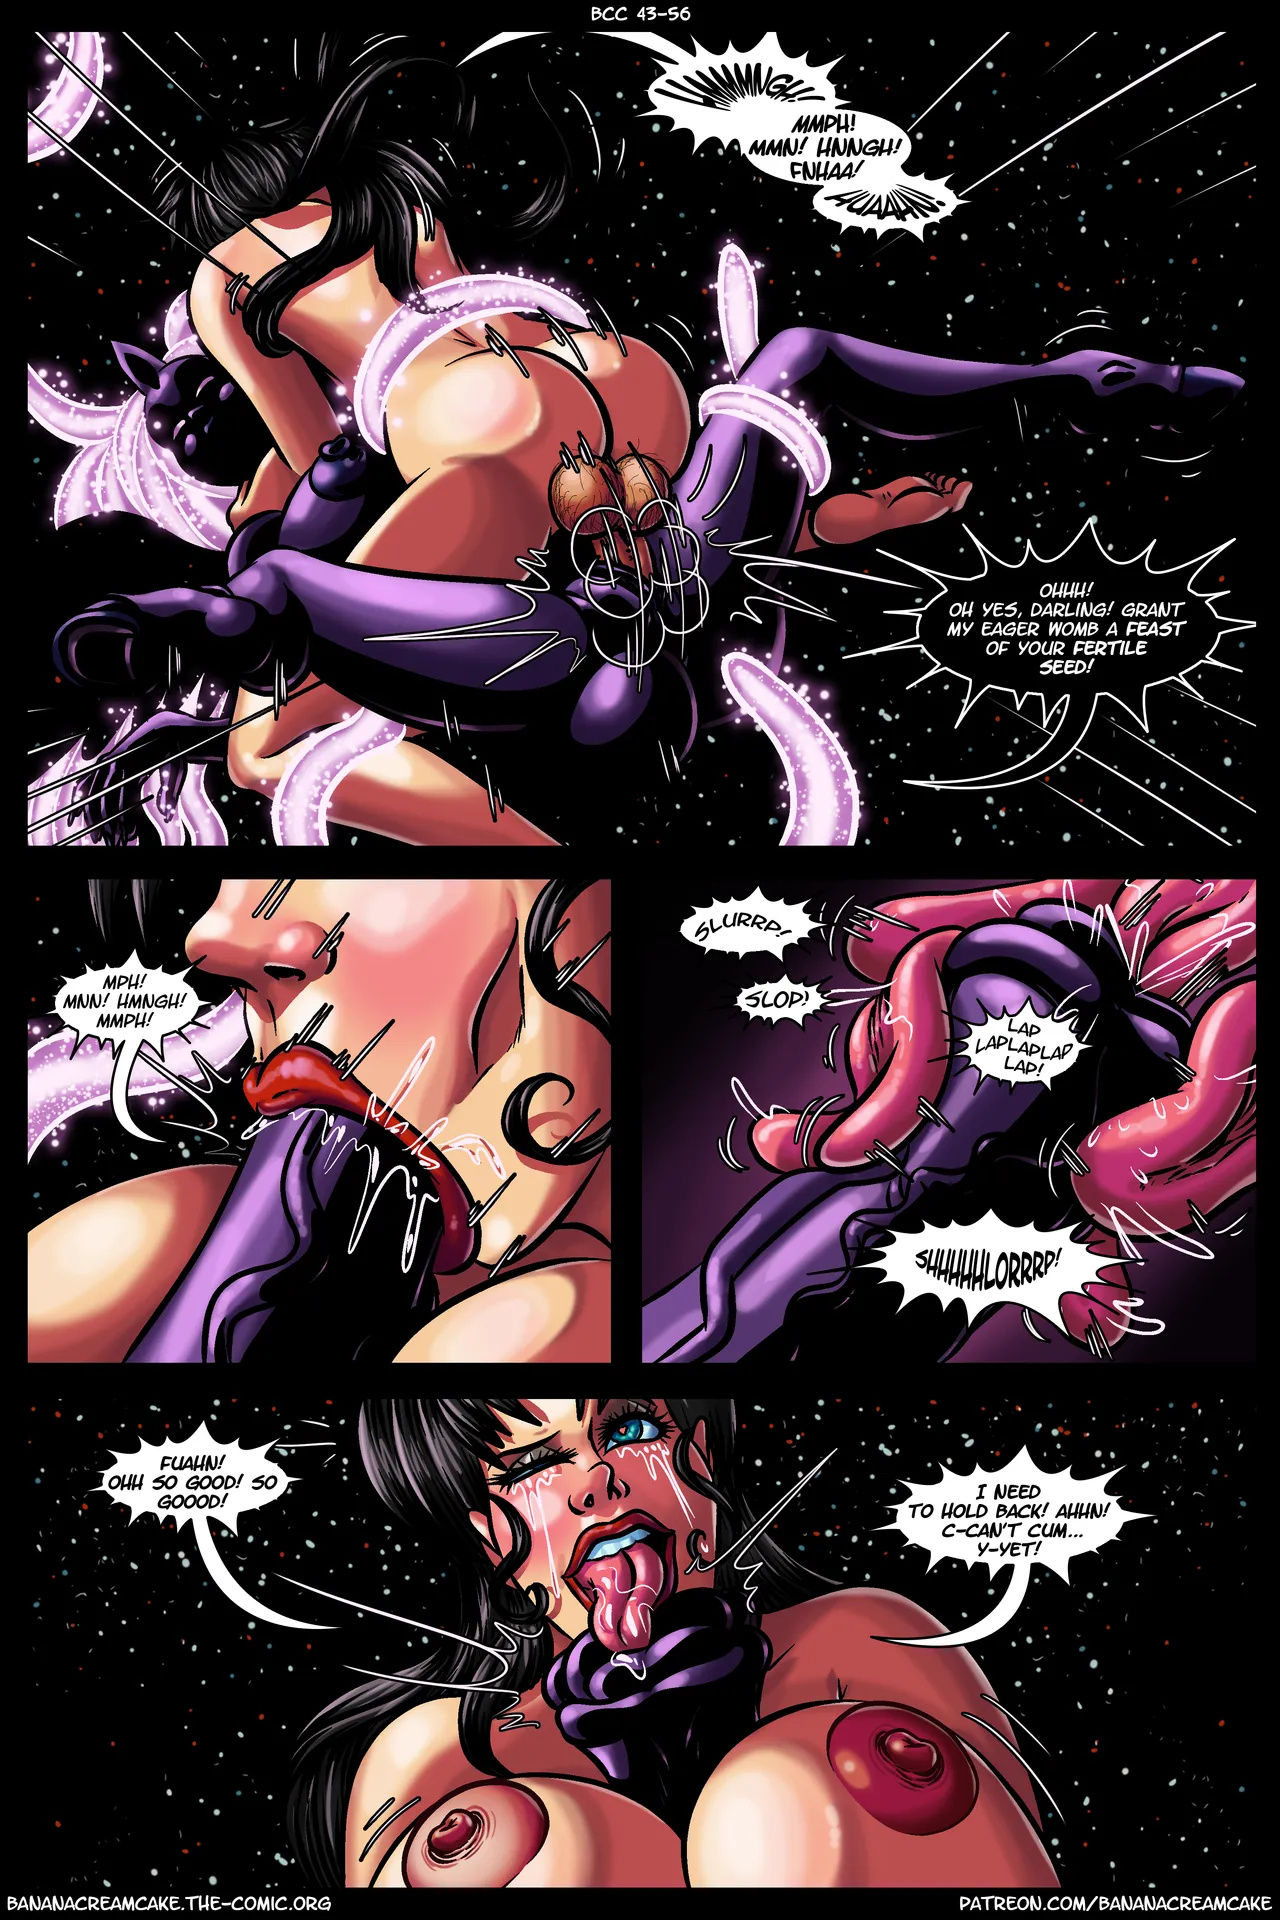 BCC 43-56
MMPH!
MMN! HNNGH!
FNHAA!
OHHH!
OH YES, DARLING! GRANT
MY EAGER WOMB A FEAST
OF YOUR FERTILE
SEED!
MPH!
MNN! HMNGH!
MMPH!
SLURRP!
SLOP!
LAP
LAPLAPLAP
LAP!
SHHHHHLORRRP!
FUAHN!
OHH SO GOOD! SO
GOOOD!
I NEED
TO HOLD BACK! AHHN!
C-CAN'T CUM...
Y-YET!
BANANACREAMCAKE.THE-COMIC.ORG
PATREON.COM/BANANACREAMCAKE